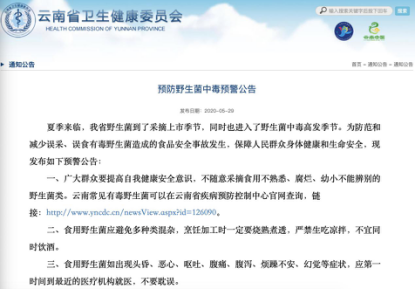 云南省卫生健康委员会
HEALTH COMMISSION OF YUNNAN PROVINCE
通知公告
首页 - 通知公告 - 通知公告
预防野生菌中毒预警公告
发布日期：2020-05-29
夏季来临，我省野生菌到了采摘上市季节，同时也进入了野生菌中毒高发季节。为防范和
减少误采、误食有毒野生菌造成的食品安全事故发生，保障人民群众身体健康和生命安全，现
发布如下预警公告：
一、广大群众要提高自我健康安全意识，不随意采摘食用不熟悉、腐烂、幼小不能辨别的
野生菌类。云南常见有毒野生菌可以在云南省疾病预防控制中心官网查询，链
接：http://www.yncdc.cn/newsView.aspx?id=126090。
二、食用野生菌应避免多种类混杂，烹饪加工时一定要烧熟煮透，严禁生吃凉拌，不宜同
时饮酒。
三、食用野生菌如出现头昏、恶心、呕吐、腹痛、腹泻、烦躁不安、幻觉等症状，应第一
时间到最近的医疗机构就医，不要耽误。